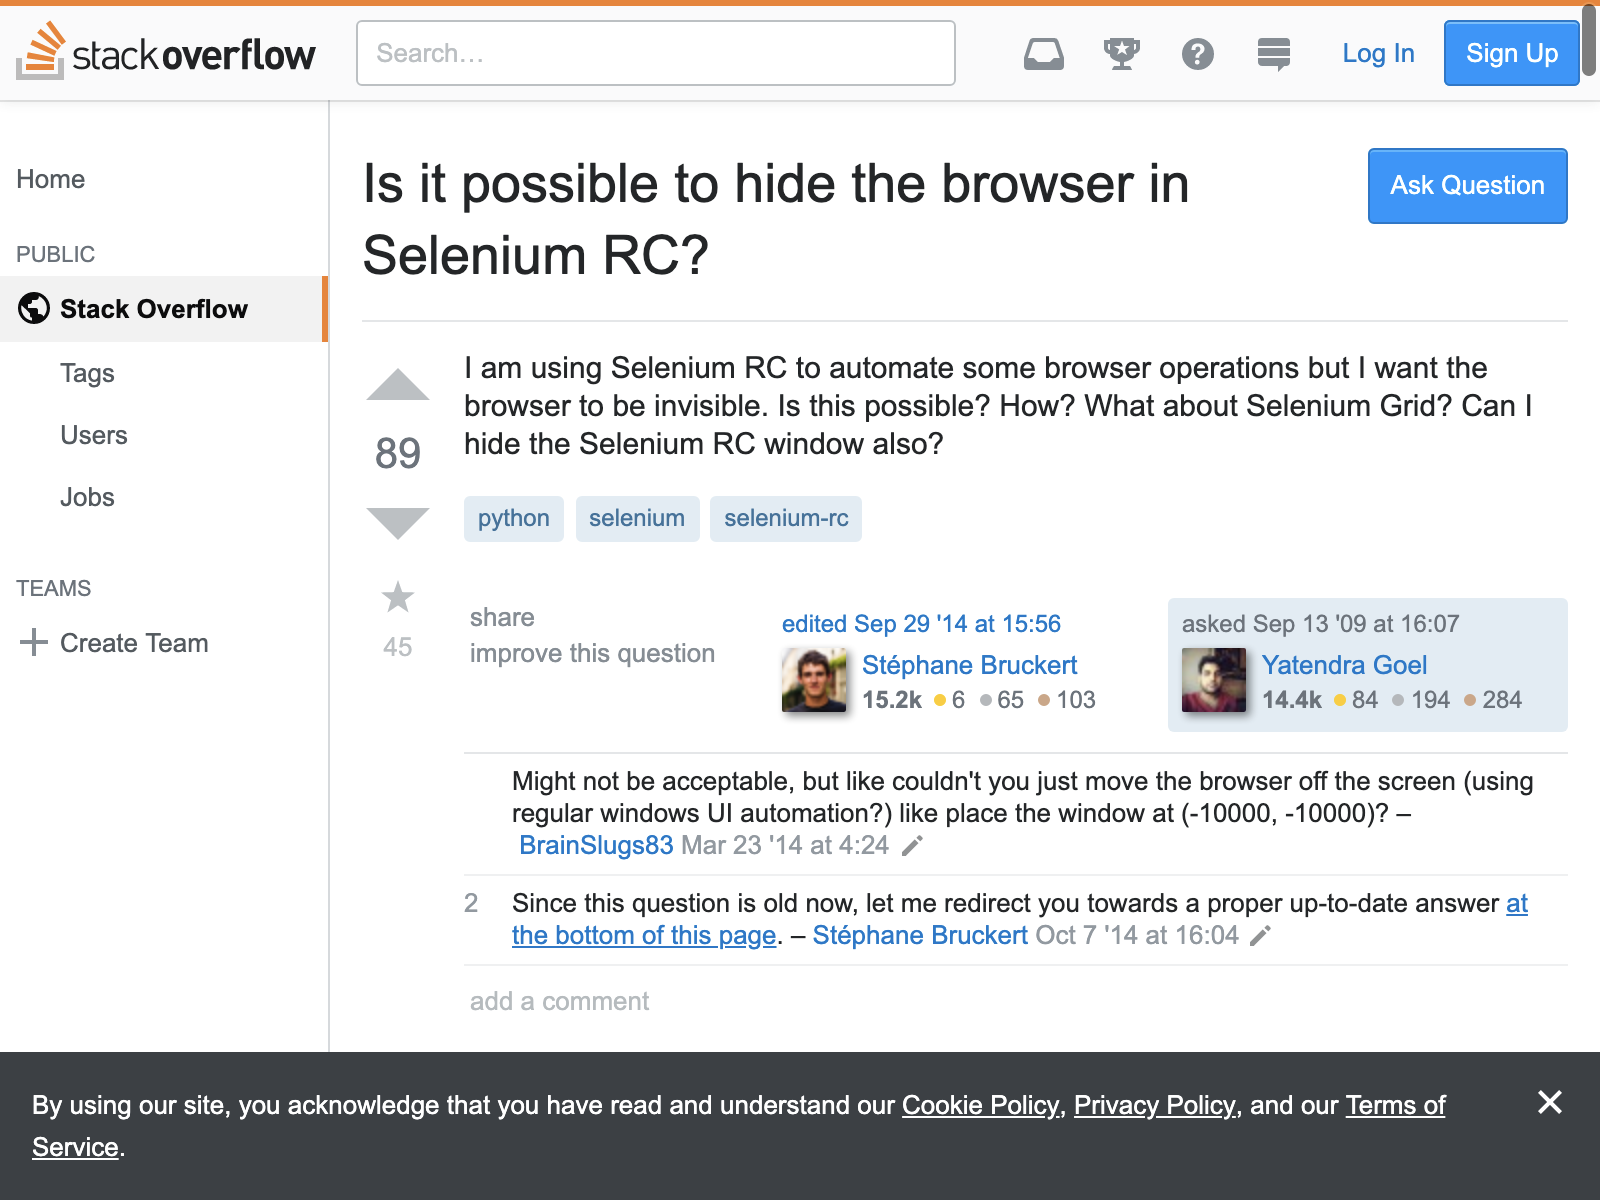 stackoverflow
Search…
Log In
Sign Up
Home
PUBLIC
Stack Overflow
Tags
Users
Jobs
TEAMS
Create Team
Is it possible to hide the browser in
Selenium RC?
Ask Question
I am using Selenium RC to automate some browser operations but I want the
browser to be invisible. Is this possible? How? What about Selenium Grid? Can I
hide the Selenium RC window also?
89
python selenium selenium-rc
45
share
improve this question
edited Sep 29 '14 at 15:56
Stéphane Bruckert
15.2k 6 65 103
asked Sep 13 '09 at 16:07
Yatendra Goel
14.4k 84 194 284
Might not be acceptable, but like couldn't you just move the browser off the screen (using
regular windows UI automation?) like place the window at (-10000, -10000)? –
BrainSlugs83 Mar 23 '14 at 4:24
2 Since this question is old now, let me redirect you towards a proper up-to-date answer at
the bottom of this page. – Stéphane Bruckert Oct 7 '14 at 16:04
add a comment
By using our site, you acknowledge that you have read and understand our Cookie Policy, Privacy Policy, and our Terms of
Service.